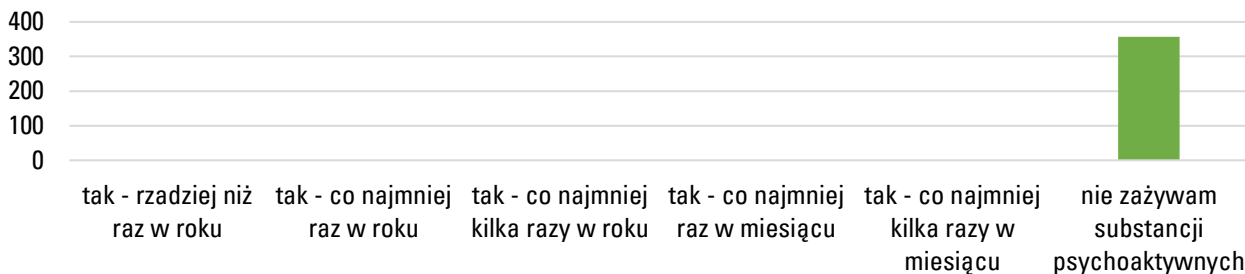 400
300
200
100
0
tak - rzadziej niż
raz w roku
tak - co najmniej
raz w roku
tak - co najmniej
kilka razy w roku
tak - co najmniej
raz w miesiącu
tak - co najmniej
kilka razy w
miesiącu
nie zażywam
substancji
psychoaktywnych